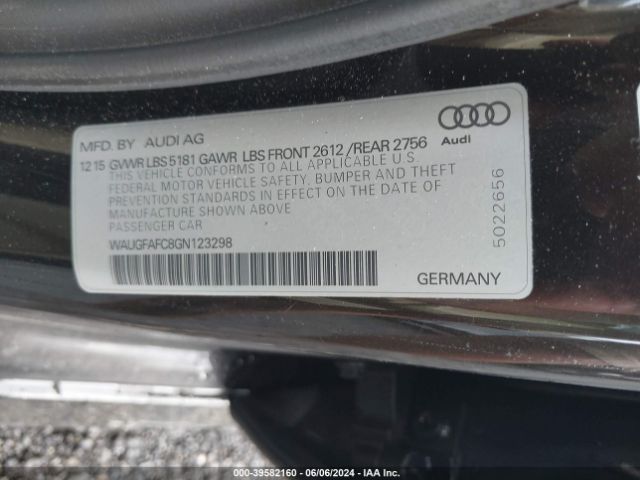 MFD. BY AUDI AG
Audi
12 15 GVWR LBS 5181 GAWR LBS FRONT 2612 / REAR 2756
THIS VEHICLE CONFORMS TO ALL APPLICABLE U.S.
FEDERAL MOTOR VEHICLE SAFETY, BUMPER AND THEFT
PREVENTION STANDARDS IN EFFECT ON THE DATE OF
MANUFACTURE SHOWN ABOVE
PASSENGER CAR
WAUGFAFC8GN123298
GERMANY
5022656
000-39582160 - 06/06/2024 - IAA Inc.